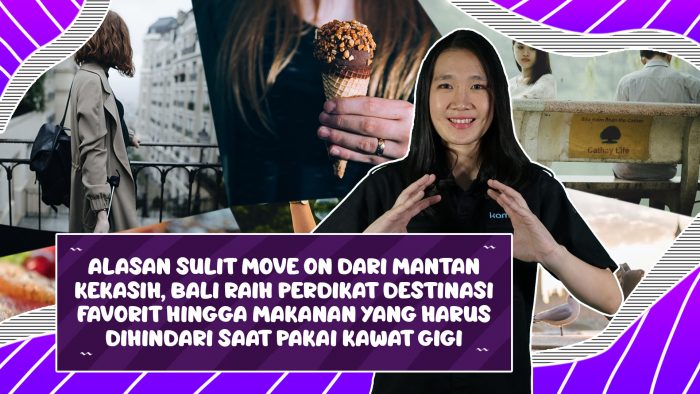 Cathay Life
kom
ALASAN SULIT MOVE ON DARI MANTAN
KEKASIH, BALI RAIH PERDIKAT DESTINASI
FAVORIT HINGGA MAKANAN YANG HARUS
DIHINDARI SAAT PAKAI KAWAT GIGI